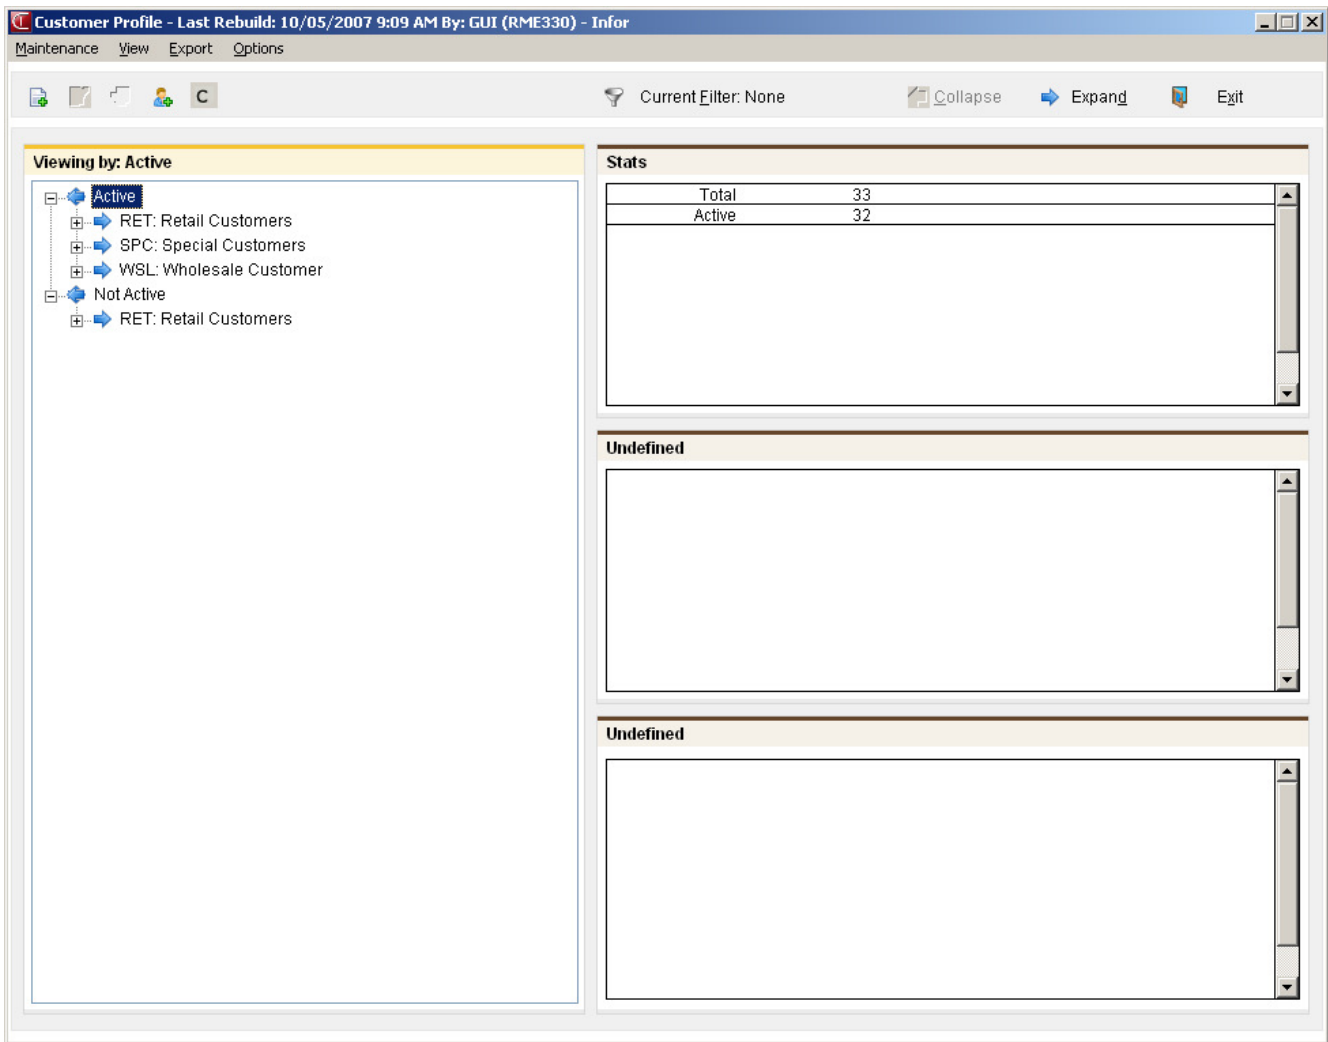 Customer Profile - Last Rebuild: 10/05/2007 9:09 AM By: GUI (RME330) - Infor
Maintenance View Export Options
C Current Filter: None Collapse Expand Exit
Viewing by: Active
Active
RET: Retail Customers
SPC: Special Customers
WSL: Wholesale Customer
Not Active
RET: Retail Customers
Stats
Total 33
Active 32
Undefined
Undefined